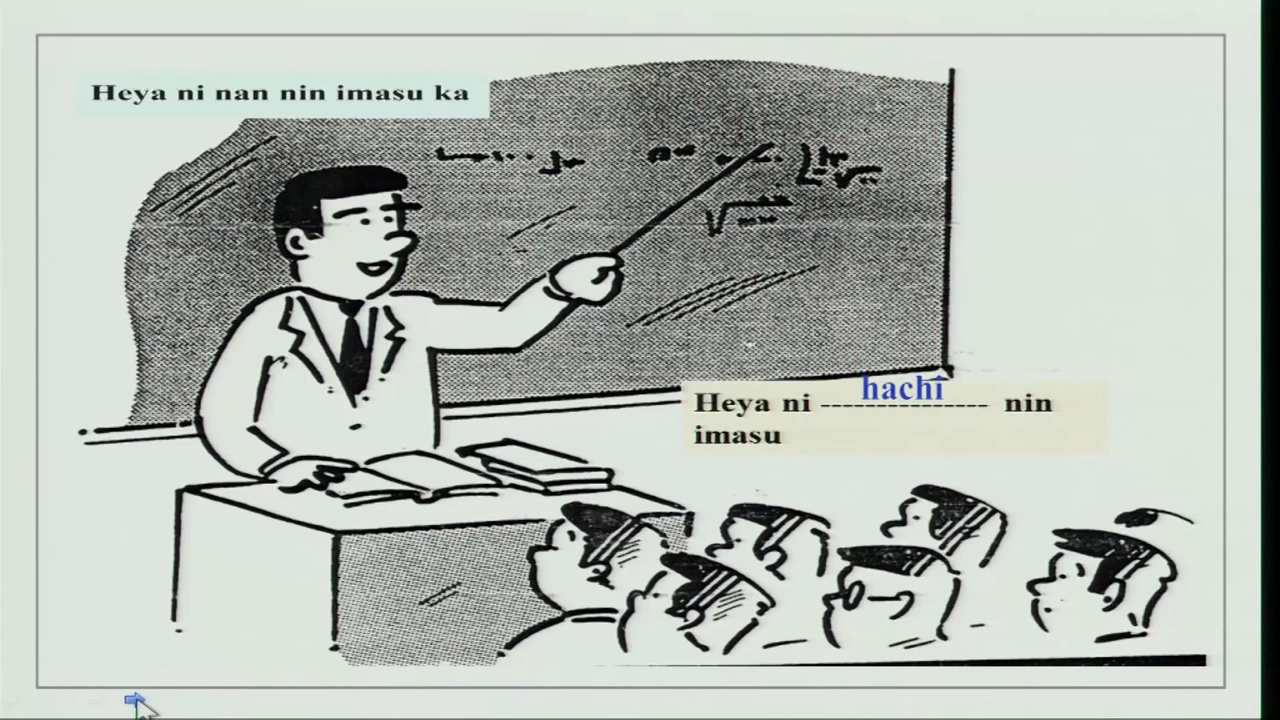 Heya ni nan nin imasu ka
hachi
Heya ni -------------- nin
imasu